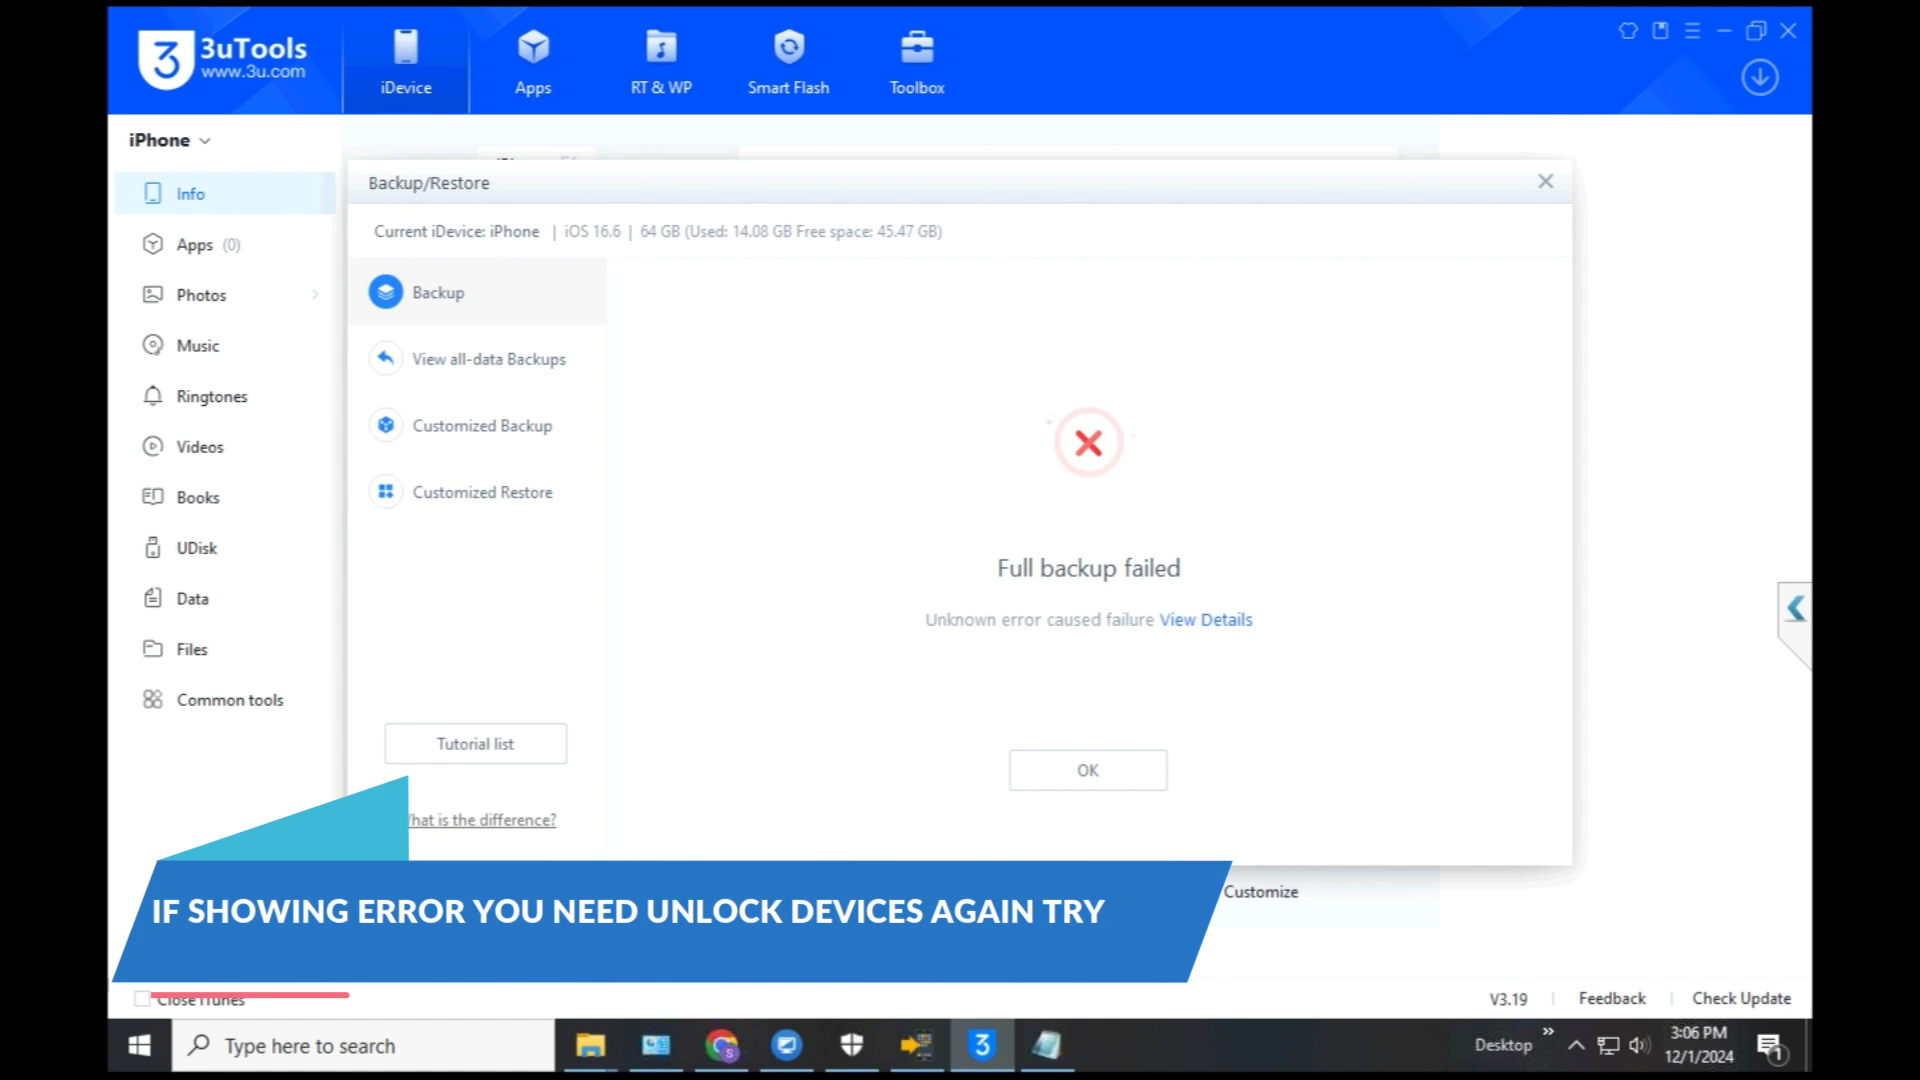 3 3uTools
www.3u.com
iDevice
Apps
RT & WP
Smart Flash
Toolbox
iPhone
Info
Apps (0)
Photos
Music
Ringtones
Videos
Books
UDisk
Data
Files
Common tools
Backup/Restore
Current iDevice: iPhone | iOS 16.6 | 64 GB (Used: 14.08 GB Free space: 45.47 GB)
Backup
View all-data Backups
Customized Backup
Customized Restore
Tutorial list
hat is the difference?
Full backup failed
Unknown error caused failure View Details
OK
Customize
IF SHOWING ERROR YOU NEED UNLOCK DEVICES AGAIN TRY
Close iTunes
V3.19 | Feedback | Check Update
Type here to search
S
3
Desktop
3:06 PM
12/1/2024
1